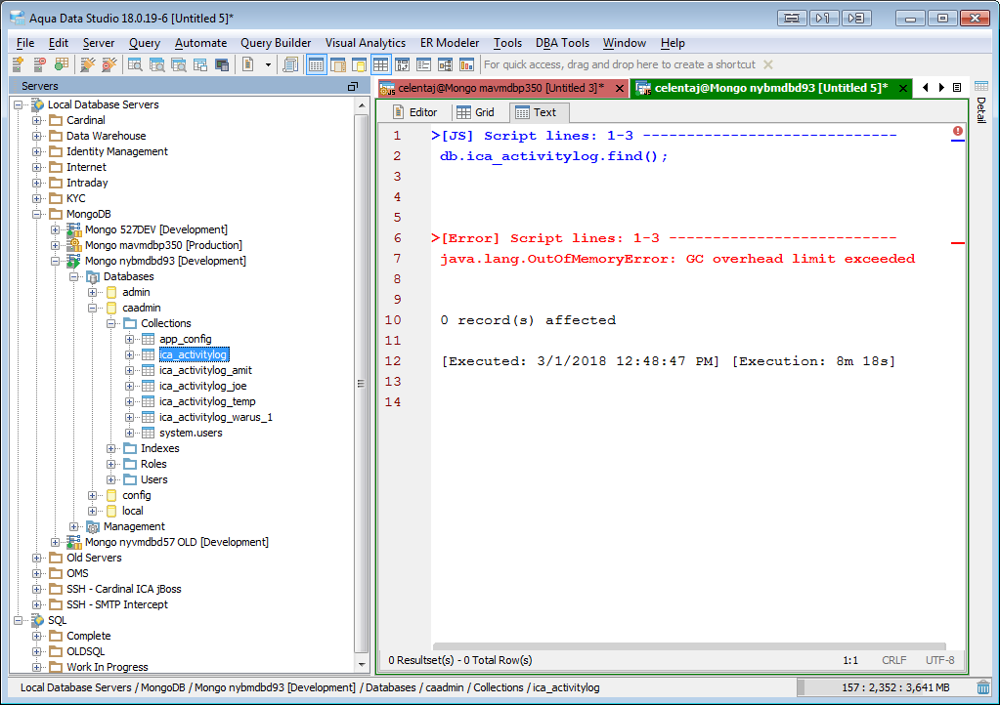 Aqua Data Studio 18.0.19-6 [Untitled 5]*
File Edit Server Query Automate Query Builder Visual Analytics ER Modeler Tools DBA Tools Window Help
For quick access, drag and drop here to create a shortcut
Servers
Local Database Servers
Cardinal
Data Warehouse
Identity Management
Internet
Intraday
KYC
MongoDB
Mongo 527DEV [Development]
Mongo mavmdbp350 [Production]
Mongo nybmdbd93 [Development]
Databases
admin
caadmin
Collections
app_config
ica_activitylog
ica_activitylog_amit
ica_activitylog_joe
ica_activitylog_temp
ica_activitylog_warus_1
system.users
Indexes
Roles
Users
config
local
Management
Mongo nyvmdbd57 OLD [Development]
Old Servers
OMS
SSH - Cardinal ICA jBoss
SSH - SMTP Intercept
SQL
Complete
OLDSQL
Work In Progress
celentaj@Mongo mavmdbp350 [Untitled 3]*
celentaj@Mongo nybmdbd93 [Untitled 5]*
Detail
Editor Grid Text
1 >[JS] Script lines: 1-3 -----------------------------
2 db.ica_activitylog.find();
3
4
5
6 >[Error] Script lines: 1-3 --------------------------
7 java.lang.OutOfMemoryError: GC overhead limit exceeded
8
9
10 0 record(s) affected
11
12 [Executed: 3/1/2018 12:48:47 PM] [Execution: 8m 18s]
13
14
0 Resultset(s) - 0 Total Row(s)
1:1 CRLF UTF-8
Local Database Servers / MongoDB / Mongo nybmdbd93 [Development] / Databases / caadmin / Collections / ica_activitylog
157 : 2,352 : 3,641 MB